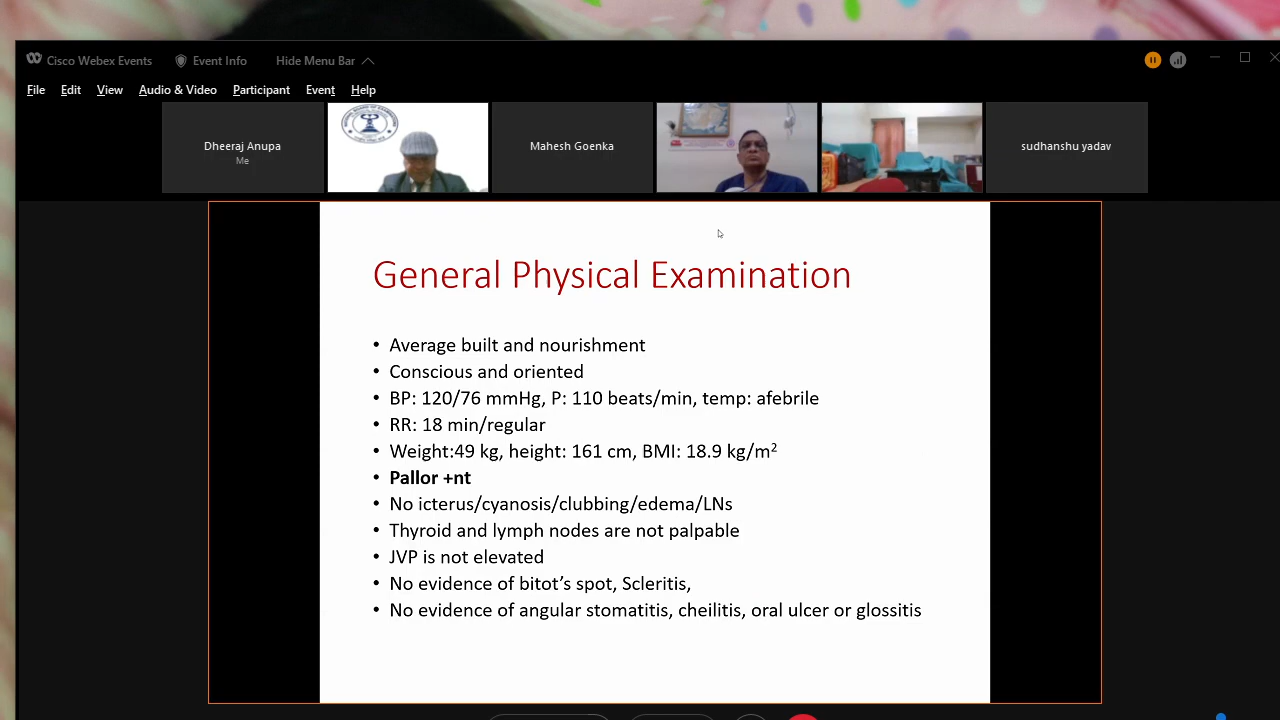 Cisco Webex Events
Event Info
Hide Menu Bar
File Edit View Audio & Video Participant Event Help
Dheeraj Anupa
Me
Mahesh Goenka
sudhanshu yadav
General Physical Examination
• Average built and nourishment
• Conscious and oriented
• BP: 120/76 mmHg, P: 110 beats/min, temp: afebrile
• RR: 18 min/regular
• Weight:49 kg, height: 161 cm, BMI: 18.9 kg/m²
• Pallor +nt
• No icterus/cyanosis/clubbing/edema/LNs
• Thyroid and lymph nodes are not palpable
• JVP is not elevated
• No evidence of bitot’s spot, Scleritis,
• No evidence of angular stomatitis, cheilitis, oral ulcer or glossitis